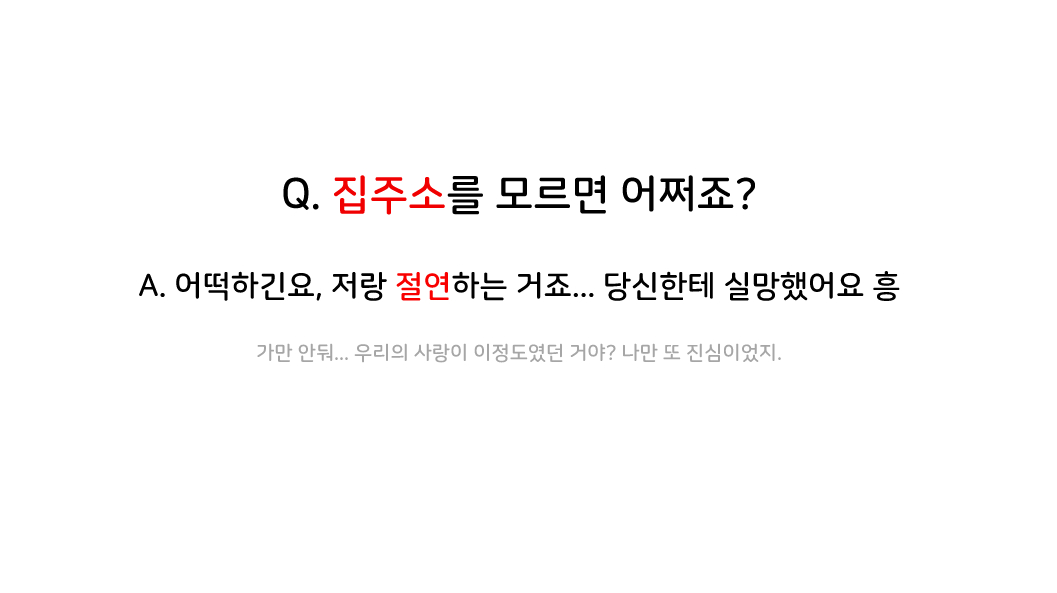 Q. 집주소를 모르면 어쩌죠?
A. 어떡하긴요, 저랑 절연하는 거죠... 당신한테 실망했어요 흥
가만 안둬... 우리의 사랑이 이정도였던 거야? 나만 또 진심이었지.